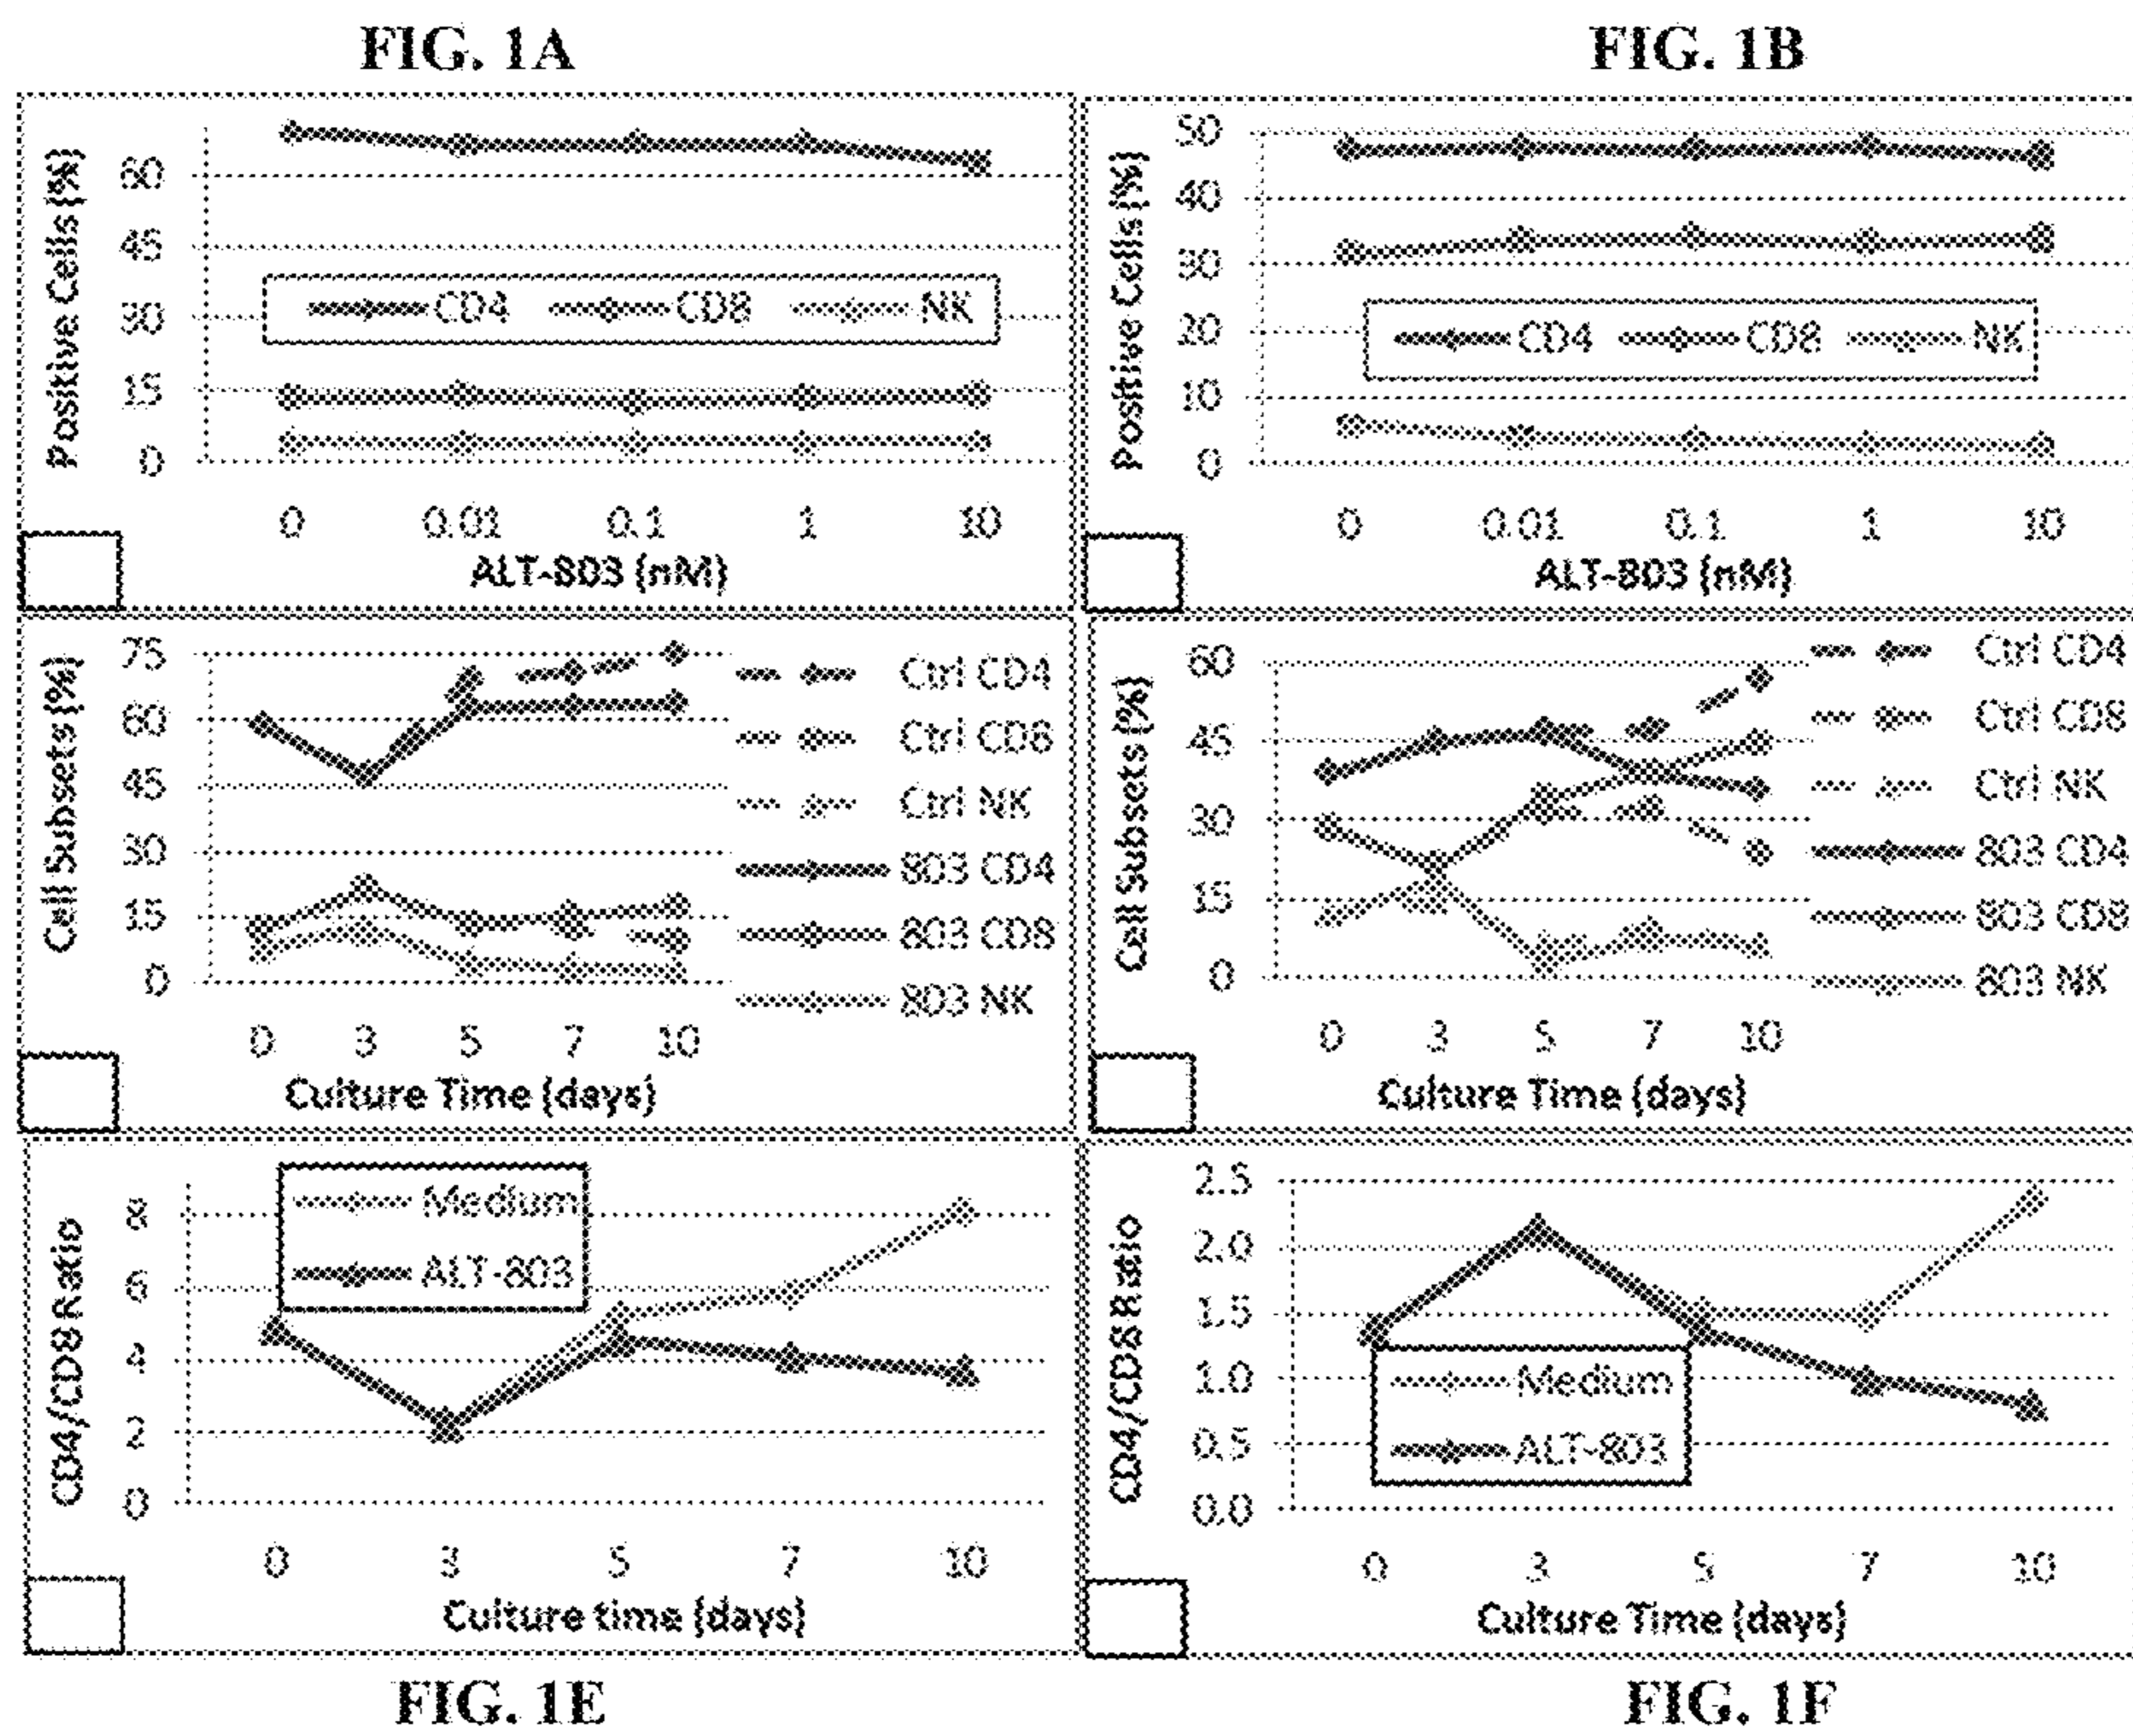 FIG. 1A
Positive Cells (%)
60
45
30
15
0
CD4
CD8
NK
0 0.01 0.1 1 10
ALT-803 (nM)
FIG. 1B
Positive Cells (%)
50
40
30
20
10
0
CD4
CD8
NK
0 0.01 0.1 1 10
ALT-803 (nM)
Cell Subsets (%)
75
60
45
30
15
0
0 3 5 7 10
Culture Time (days)
Ctrl CD4
Ctrl CD8
Ctrl NK
803 CD4
803 CD8
803 NK
Cell Subsets (%)
60
45
30
15
0
0 3 5 7 10
Culture Time (days)
Ctrl CD4
Ctrl CD8
Ctrl NK
803 CD4
803 CD8
803 NK
CD4/CD8 Ratio
8
6
4
2
0
Medium
ALT-803
0 3 5 7 10
Culture time (days)
FIG. 1E
CD4/CD8 Ratio
2.5
2.0
1.5
1.0
0.5
0.0
Medium
ALT-803
0 3 5 7 10
Culture Time (days)
FIG. 1F